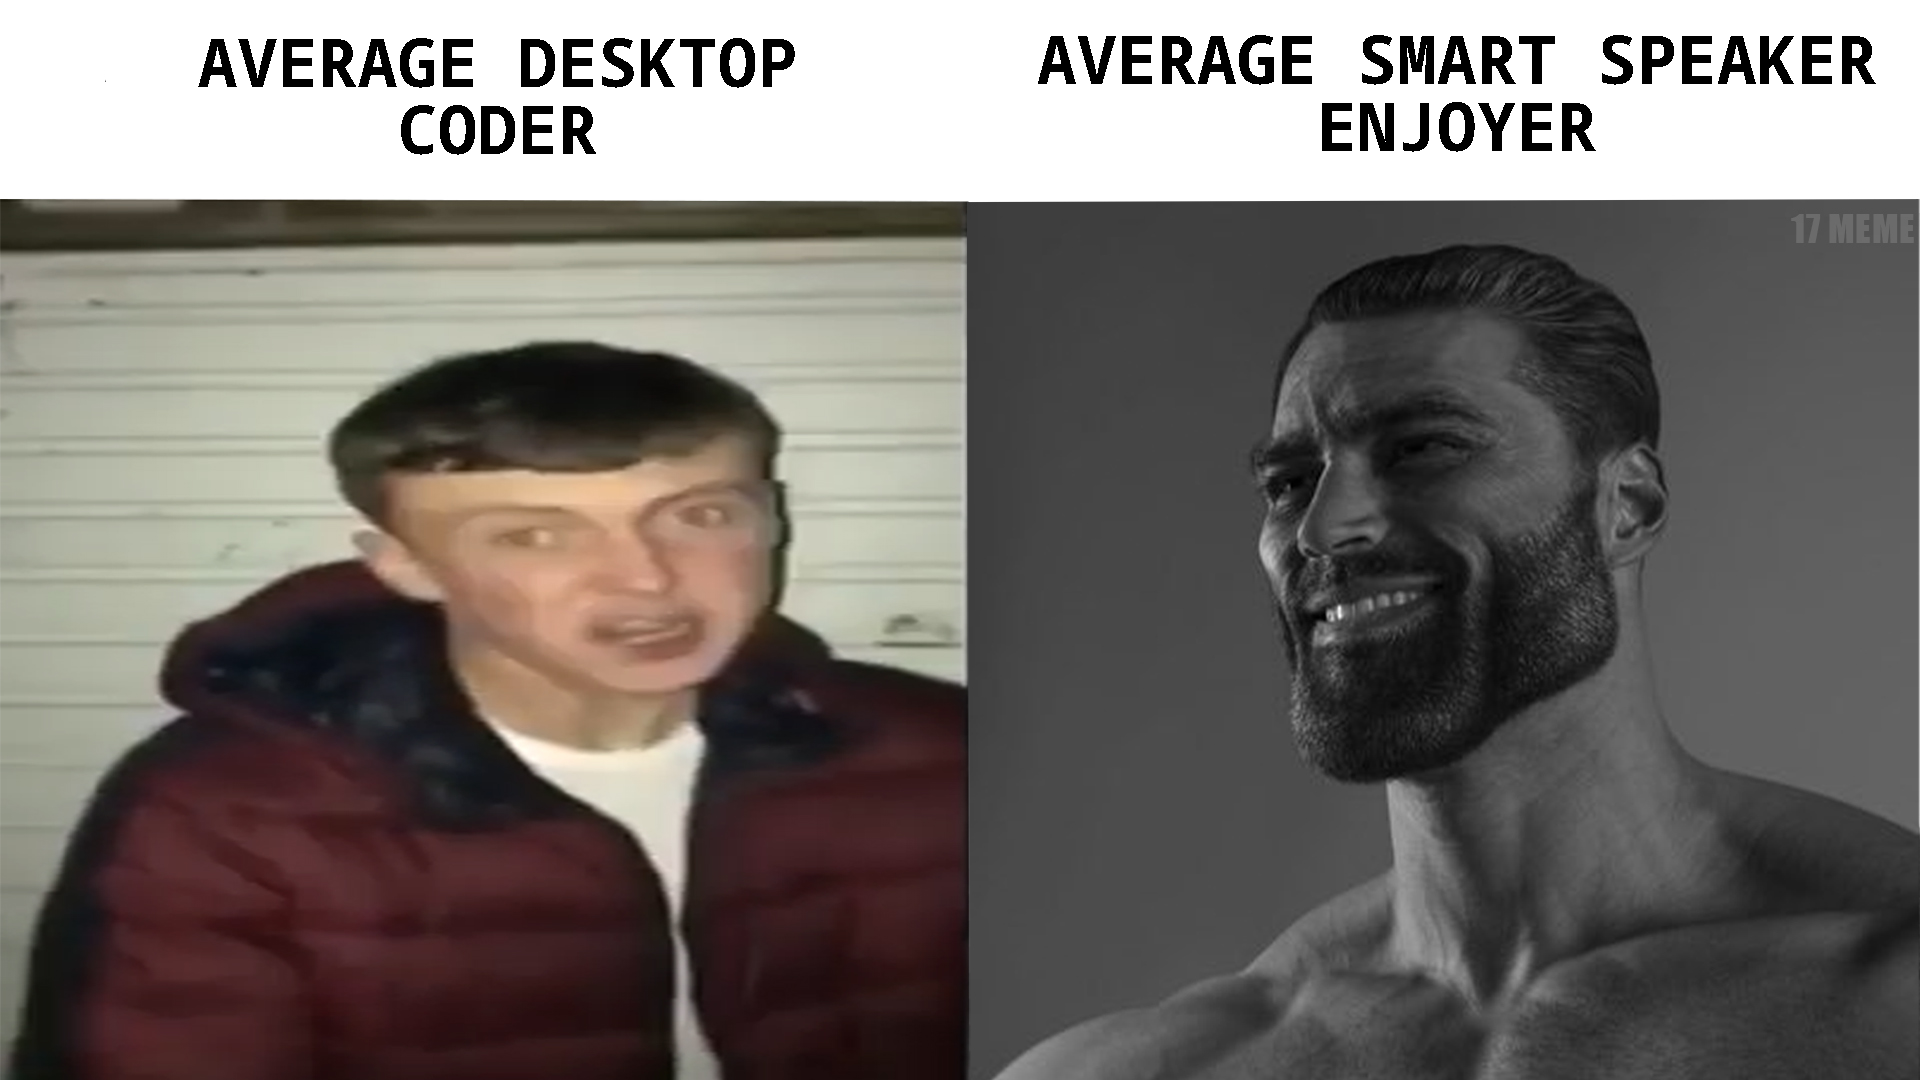 AVERAGE DESKTOP
CODER
AVERAGE SMART SPEAKER
ENJOYER
17 MEME